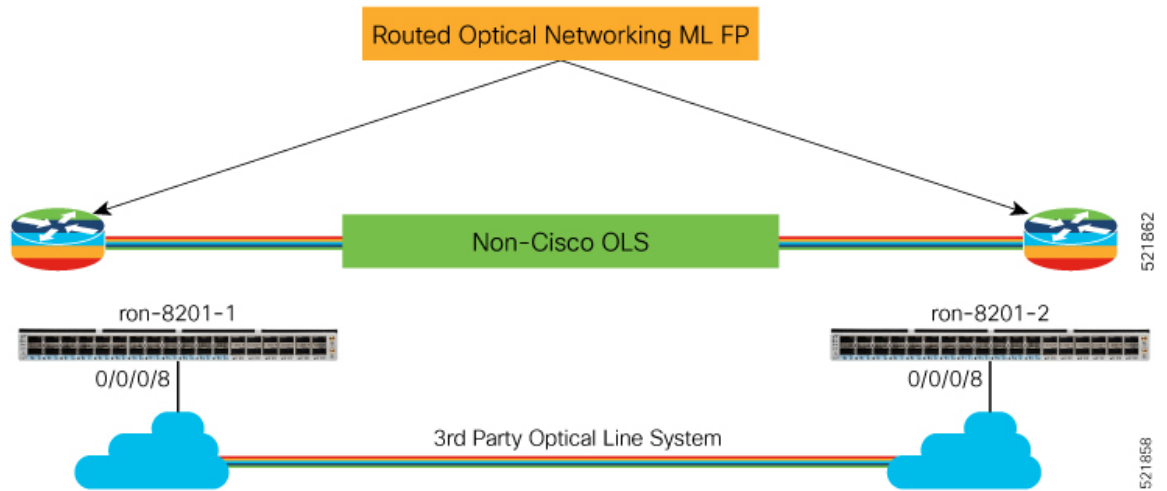 Routed Optical Networking ML FP
Non-Cisco OLS
521862
ron-8201-1
ron-8201-2
0/0/0/8
0/0/0/8
3rd Party Optical Line System
521858